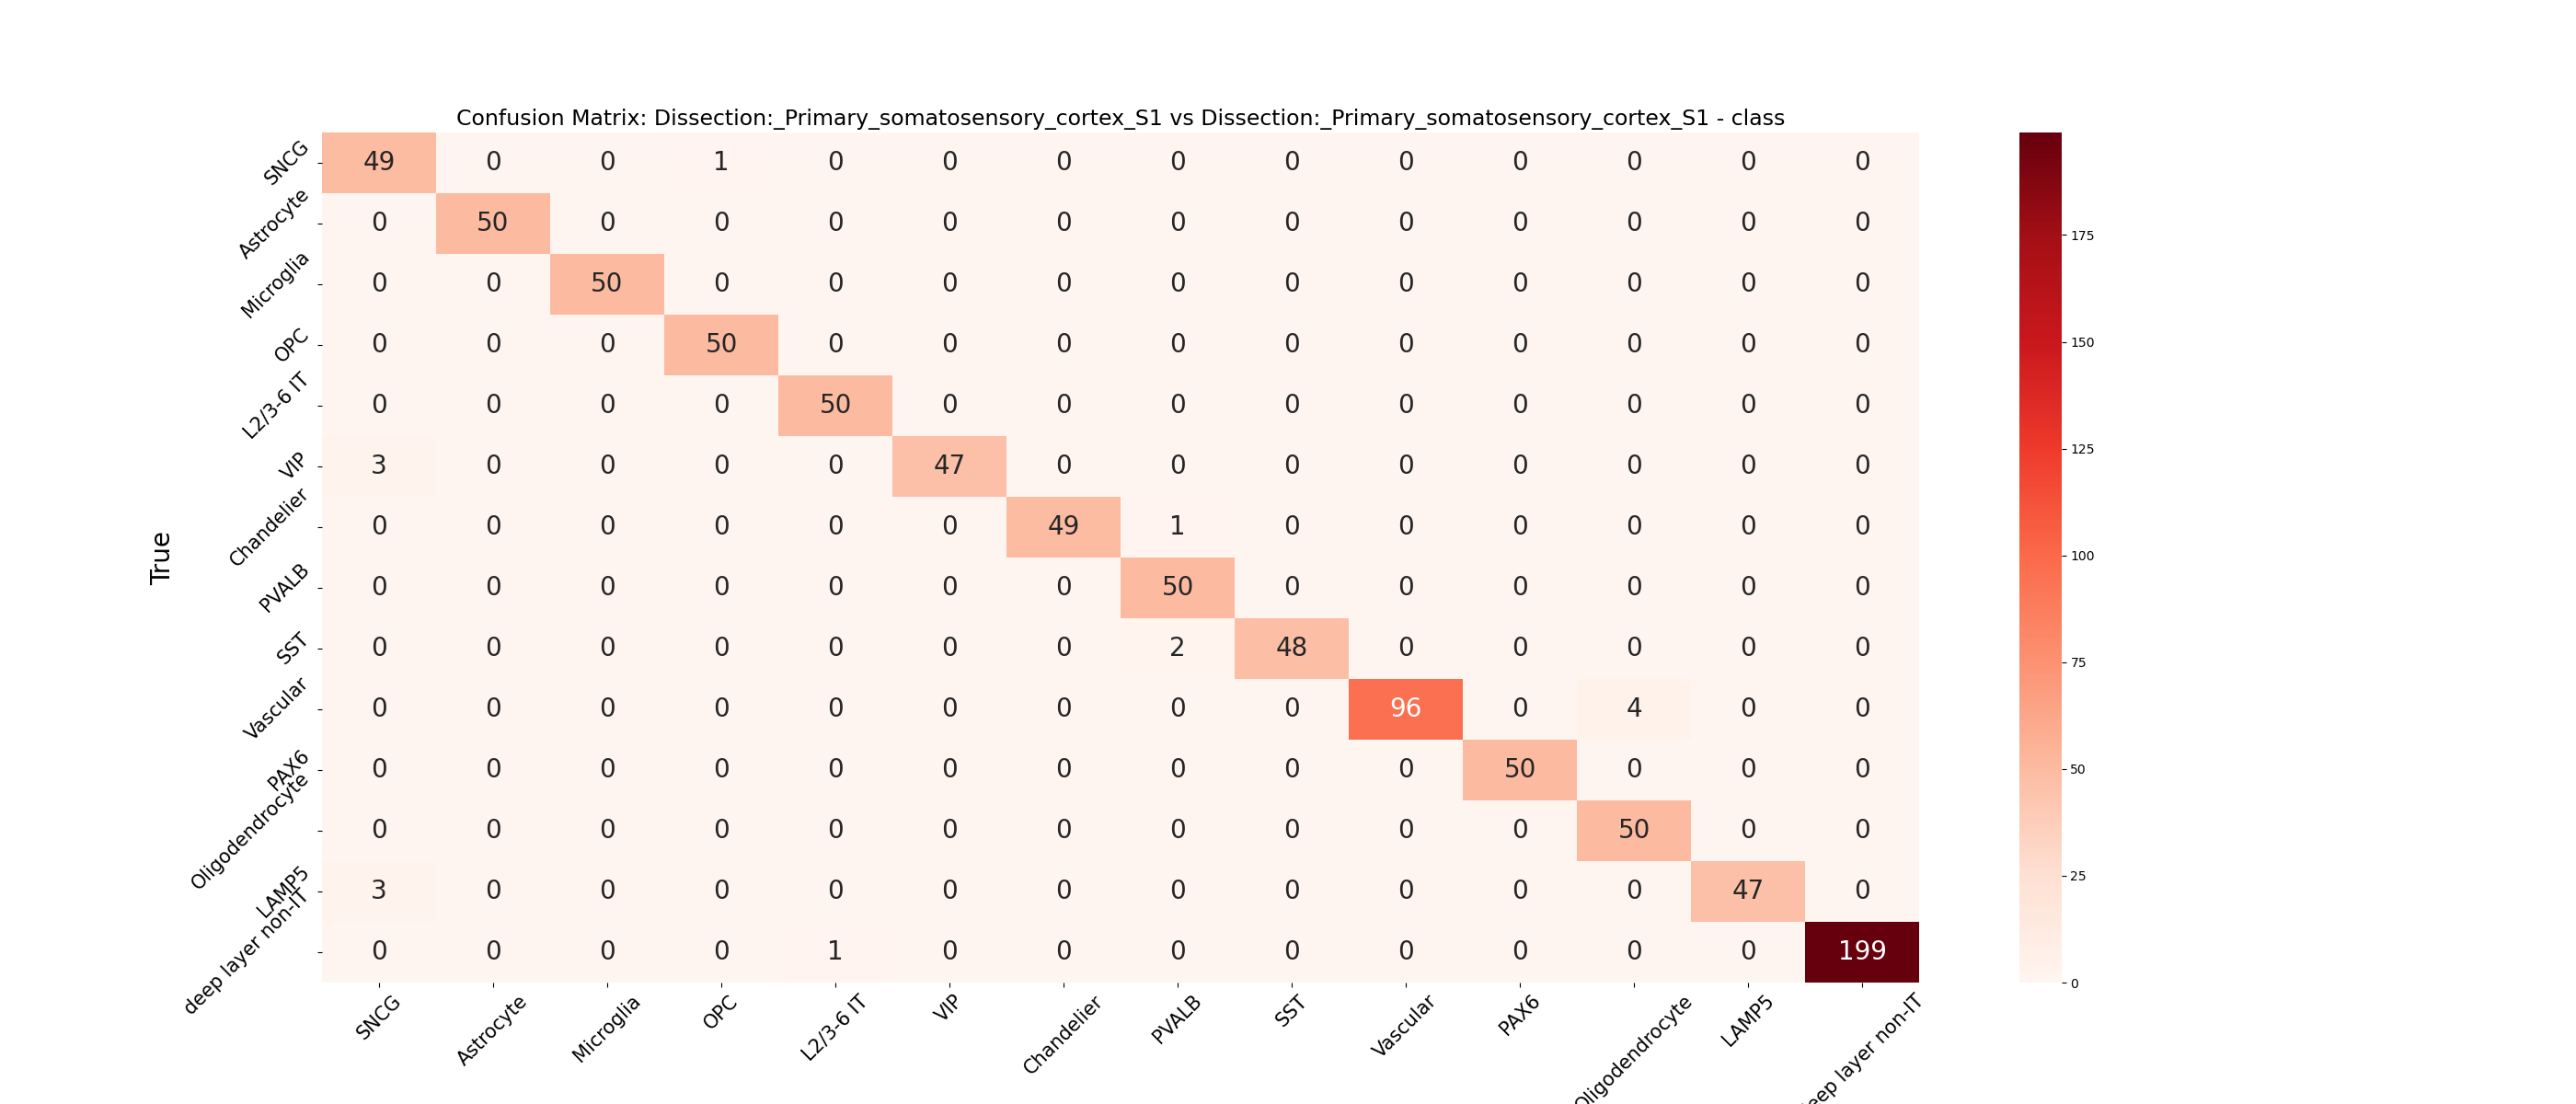 Confusion Matrix: Dissection:_Primary_somatosensory_cortex_S1 vs Dissection:_Primary_somatosensory_cortex_S1 - class
SNCG 49 0 0 1 0 0 0 0 0 0 0 0 0 0
Astrocyte 0 50 0 0 0 0 0 0 0 0 0 0 0 0
Microglia 0 0 50 0 0 0 0 0 0 0 0 0 0 0
OPC 0 0 0 50 0 0 0 0 0 0 0 0 0 0
L2/3-6 IT 0 0 0 0 50 0 0 0 0 0 0 0 0 0
VIP 3 0 0 0 0 47 0 0 0 0 0 0 0 0
Chandelier 0 0 0 0 0 0 49 1 0 0 0 0 0 0
PVALB 0 0 0 0 0 0 0 50 0 0 0 0 0 0
SST 0 0 0 0 0 0 0 2 48 0 0 0 0 0
Vascular 0 0 0 0 0 0 0 0 0 96 0 4 0 0
PAX6 0 0 0 0 0 0 0 0 0 0 50 0 0 0
Oligodendrocyte 0 0 0 0 0 0 0 0 0 0 0 50 0 0
LAMP5 3 0 0 0 0 0 0 0 0 0 0 0 47 0
deep layer non-IT 0 0 0 0 1 0 0 0 0 0 0 0 0 199
True
SNCG Astrocyte Microglia OPC L2/3-6 IT VIP Chandelier PVALB SST Vascular PAX6 Oligodendrocyte LAMP5 deep layer non-IT
175
150
125
100
75
50
25
0